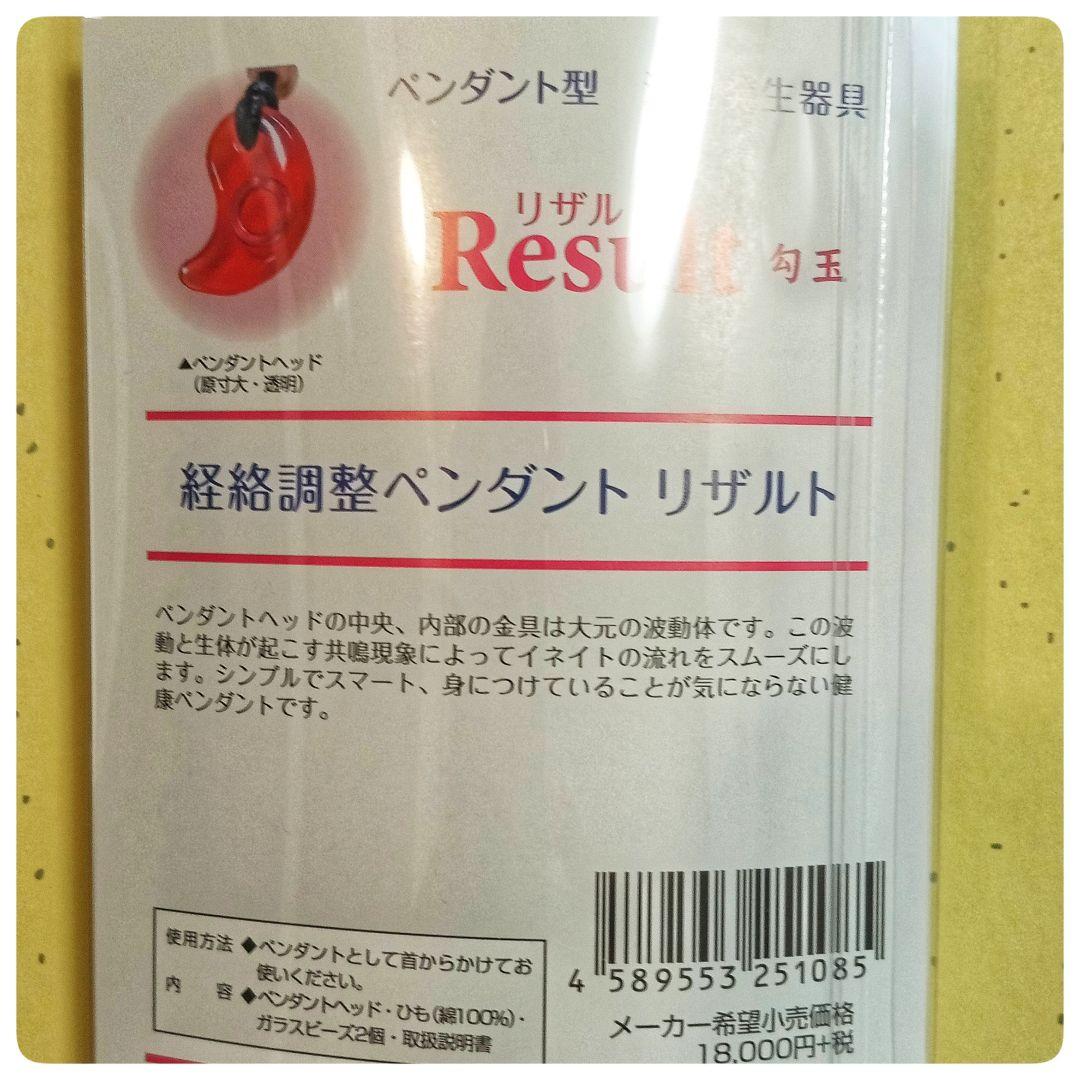 ペンダント型 生器具
リザル
Result 勾玉
▲ペンダントヘッド
(原寸大・透明)
経絡調整ペンダント リザルト
ペンダントヘッドの中央、内部の金具は大元の波動体です。この波
動と生体が起こす共鳴現象によってイネイトの流れをスムーズにし
ます。シンプルでスマート、身につけていることが気にならない健
康ペンダントです。
使用方法 ◆ペンダントとして首からかけてお
使いください。
内 容 ◆ペンダントヘッド・ひも(綿100%)・
ガラスビーズ2個・取扱説明書
4 589553 251085
メーカー希望小売価格
18,000円+税